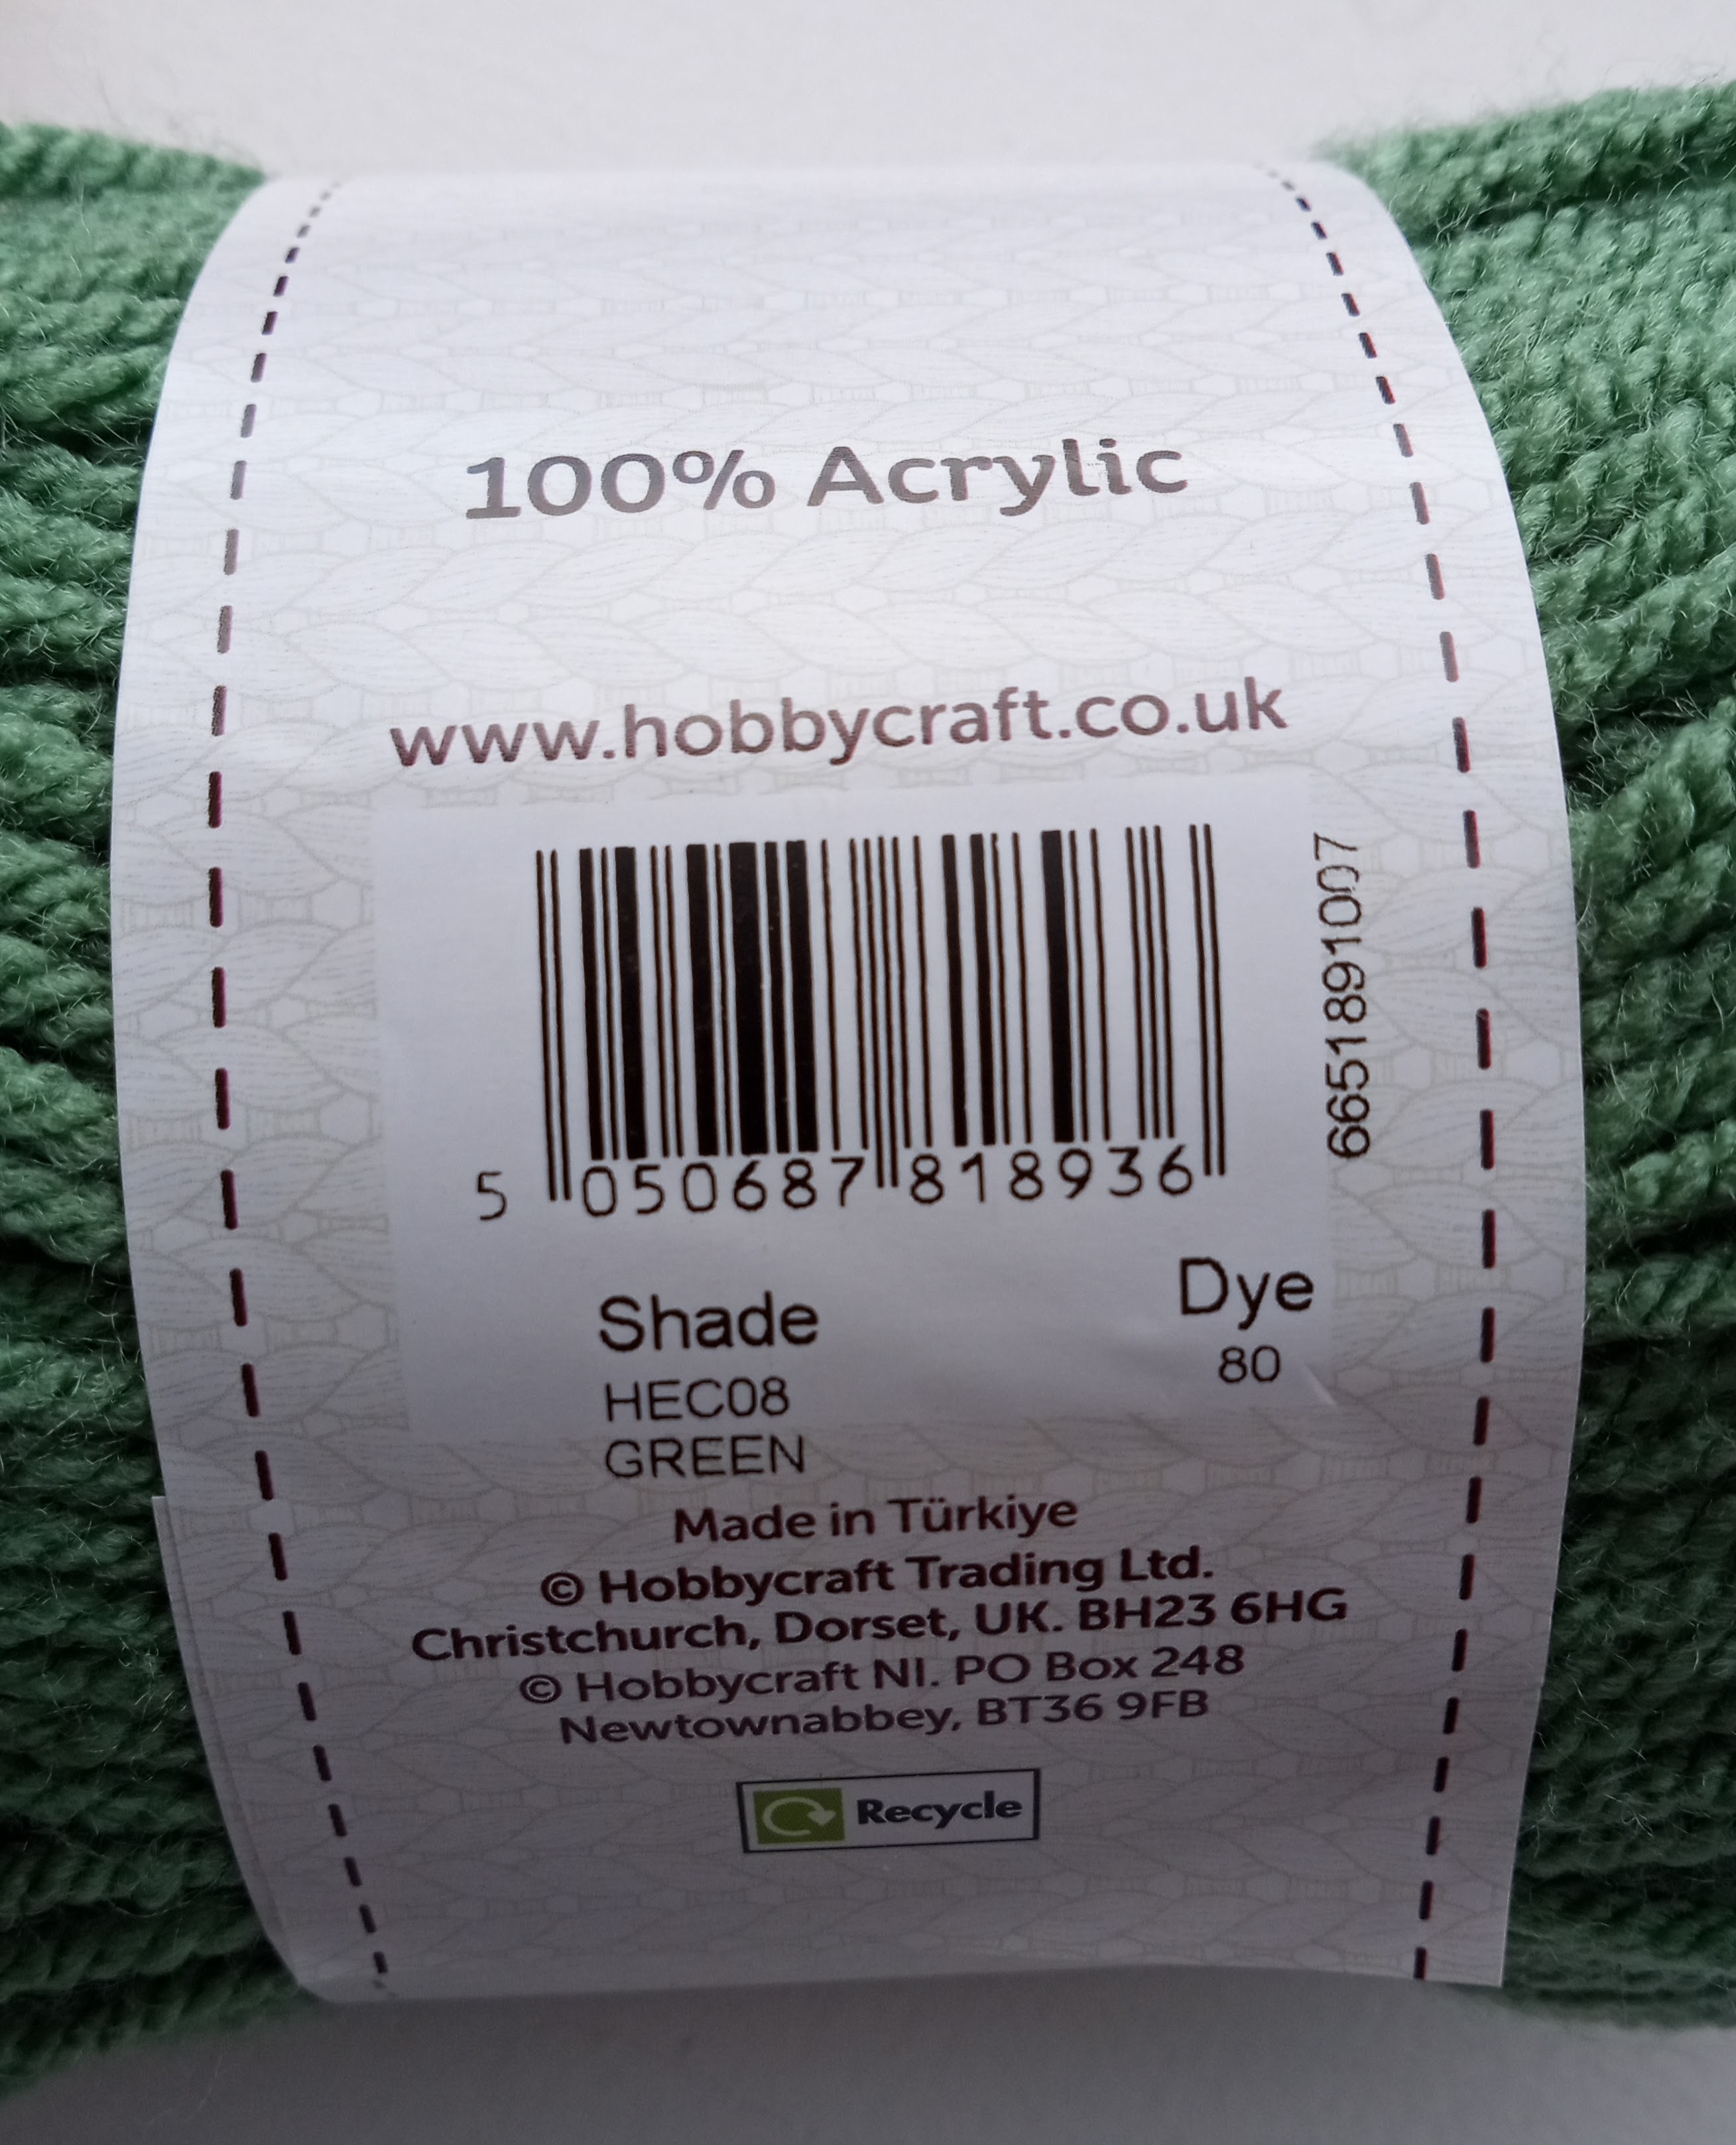 100% Acrylic
www.hobbycraft.co.uk
6651891007
5 050687 818936
Shade
Dye
HEC08
80
GREEN
Made in Türkiye
© Hobbycraft Trading Ltd.
Christchurch, Dorset, UK. BH23 6HG
© Hobbycraft NI. PO Box 248
Newtownabbey, BT36 9FB
Recycle